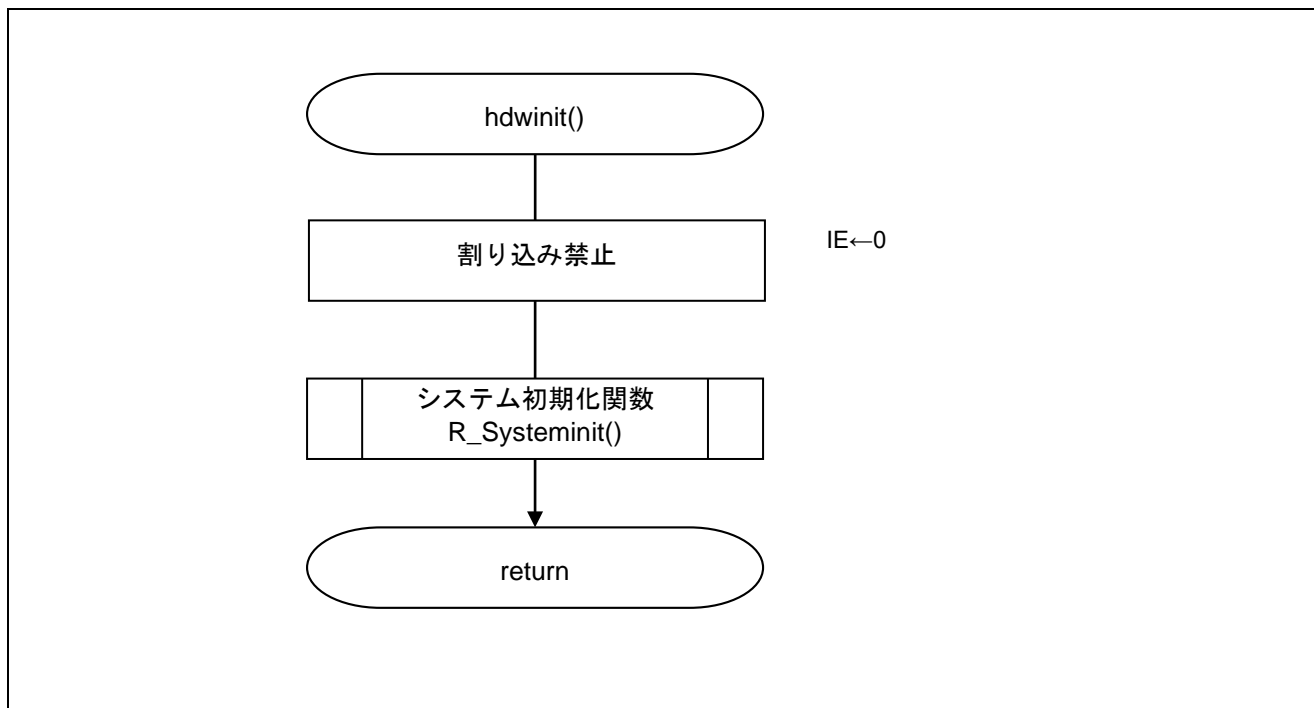 hdwinit()
割り込み禁止
IE←0
システム初期化関数
R_Systeminit()
return